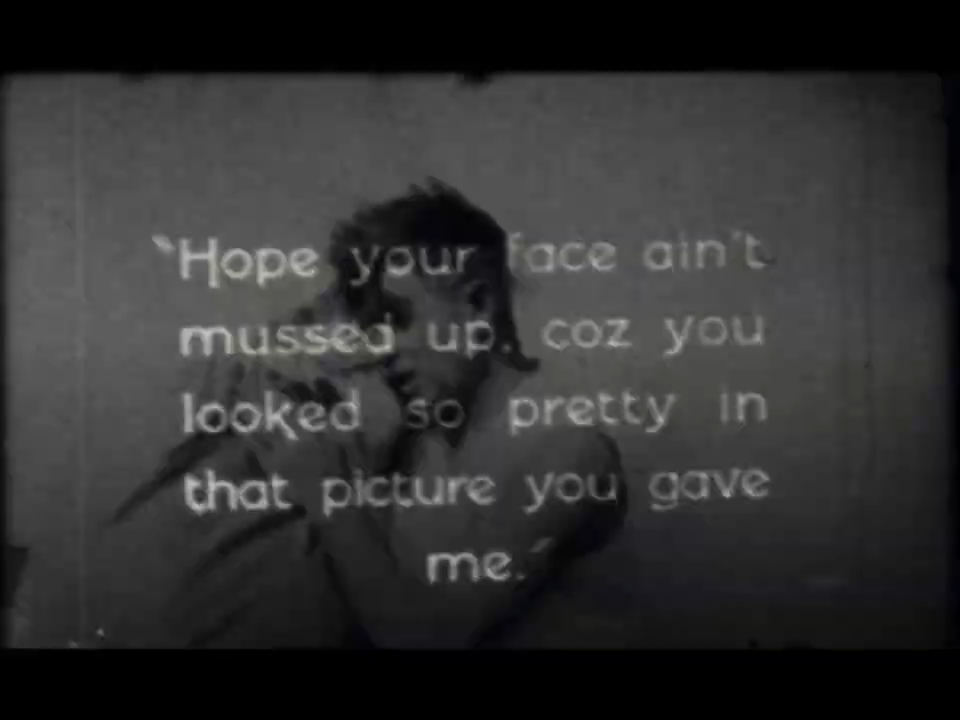 "Hope your face ain't
mussed up, coz you
looked so pretty in
that picture you gave
me."